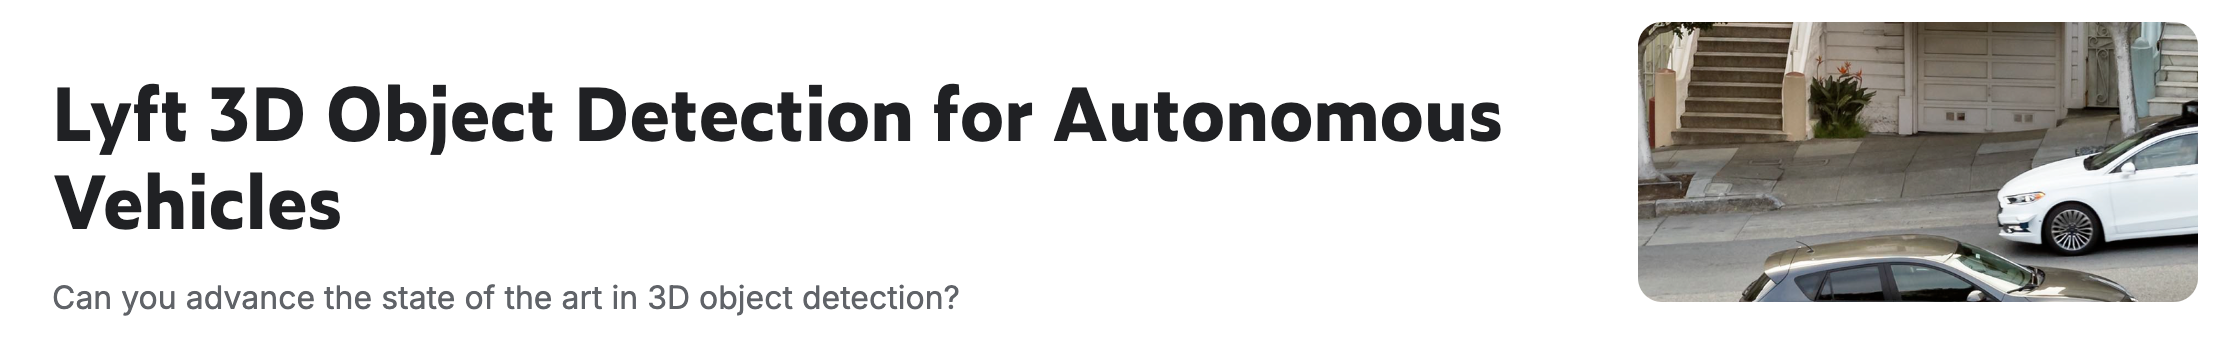 Lyft 3D Object Detection for Autonomous
Vehicles
Can you advance the state of the art in 3D object detection?